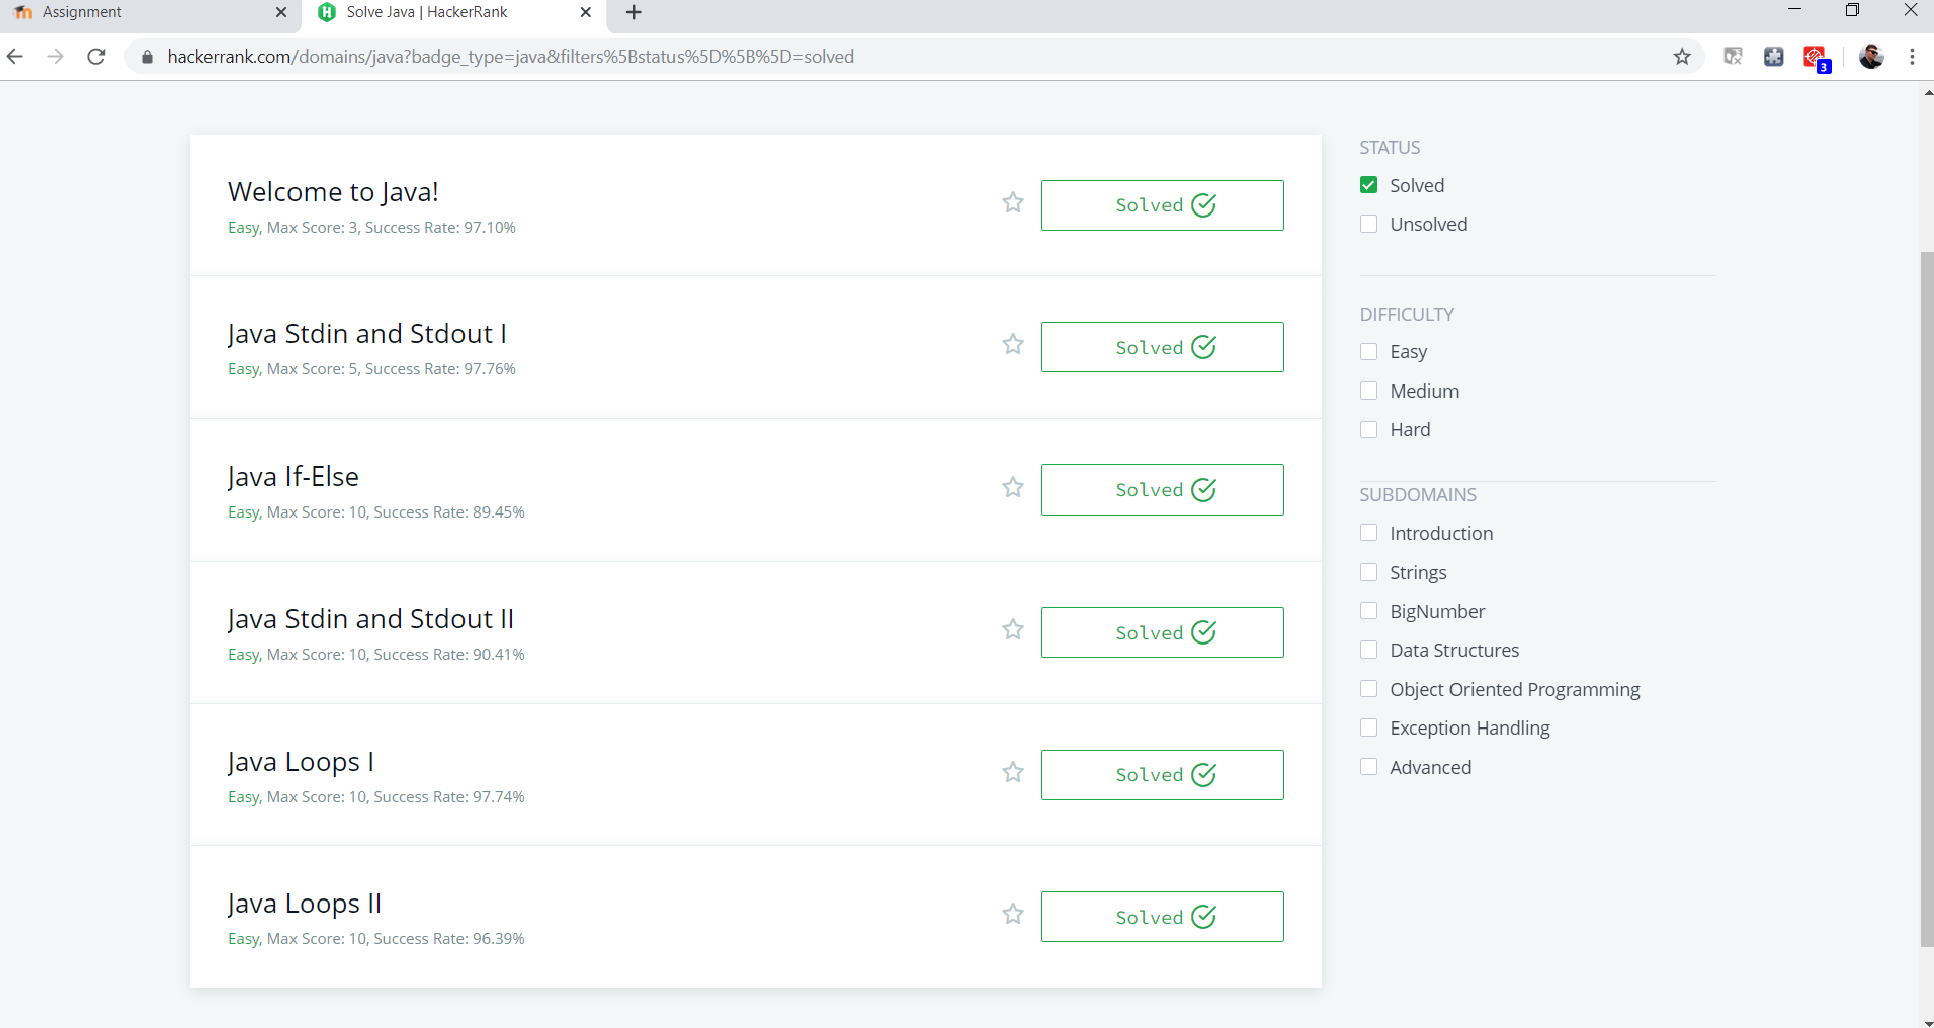 Assignment
Solve Java | HackerRank
hackerrank.com/domains/java?badge_type=java&filters%5Bstatus%5D%5B%5D=solved
3
Welcome to Java!
Easy, Max Score: 3, Success Rate: 97.10%
Solved
Java Stdin and Stdout I
Easy, Max Score: 5, Success Rate: 97.76%
Solved
Java If-Else
Easy, Max Score: 10, Success Rate: 89.45%
Solved
Java Stdin and Stdout II
Easy, Max Score: 10, Success Rate: 90.41%
Solved
Java Loops I
Easy, Max Score: 10, Success Rate: 97.74%
Solved
Java Loops II
Easy, Max Score: 10, Success Rate: 96.39%
Solved
STATUS
Solved
Unsolved
DIFFICULTY
Easy
Medium
Hard
SUBDOMAINS
Introduction
Strings
BigNumber
Data Structures
Object Oriented Programming
Exception Handling
Advanced